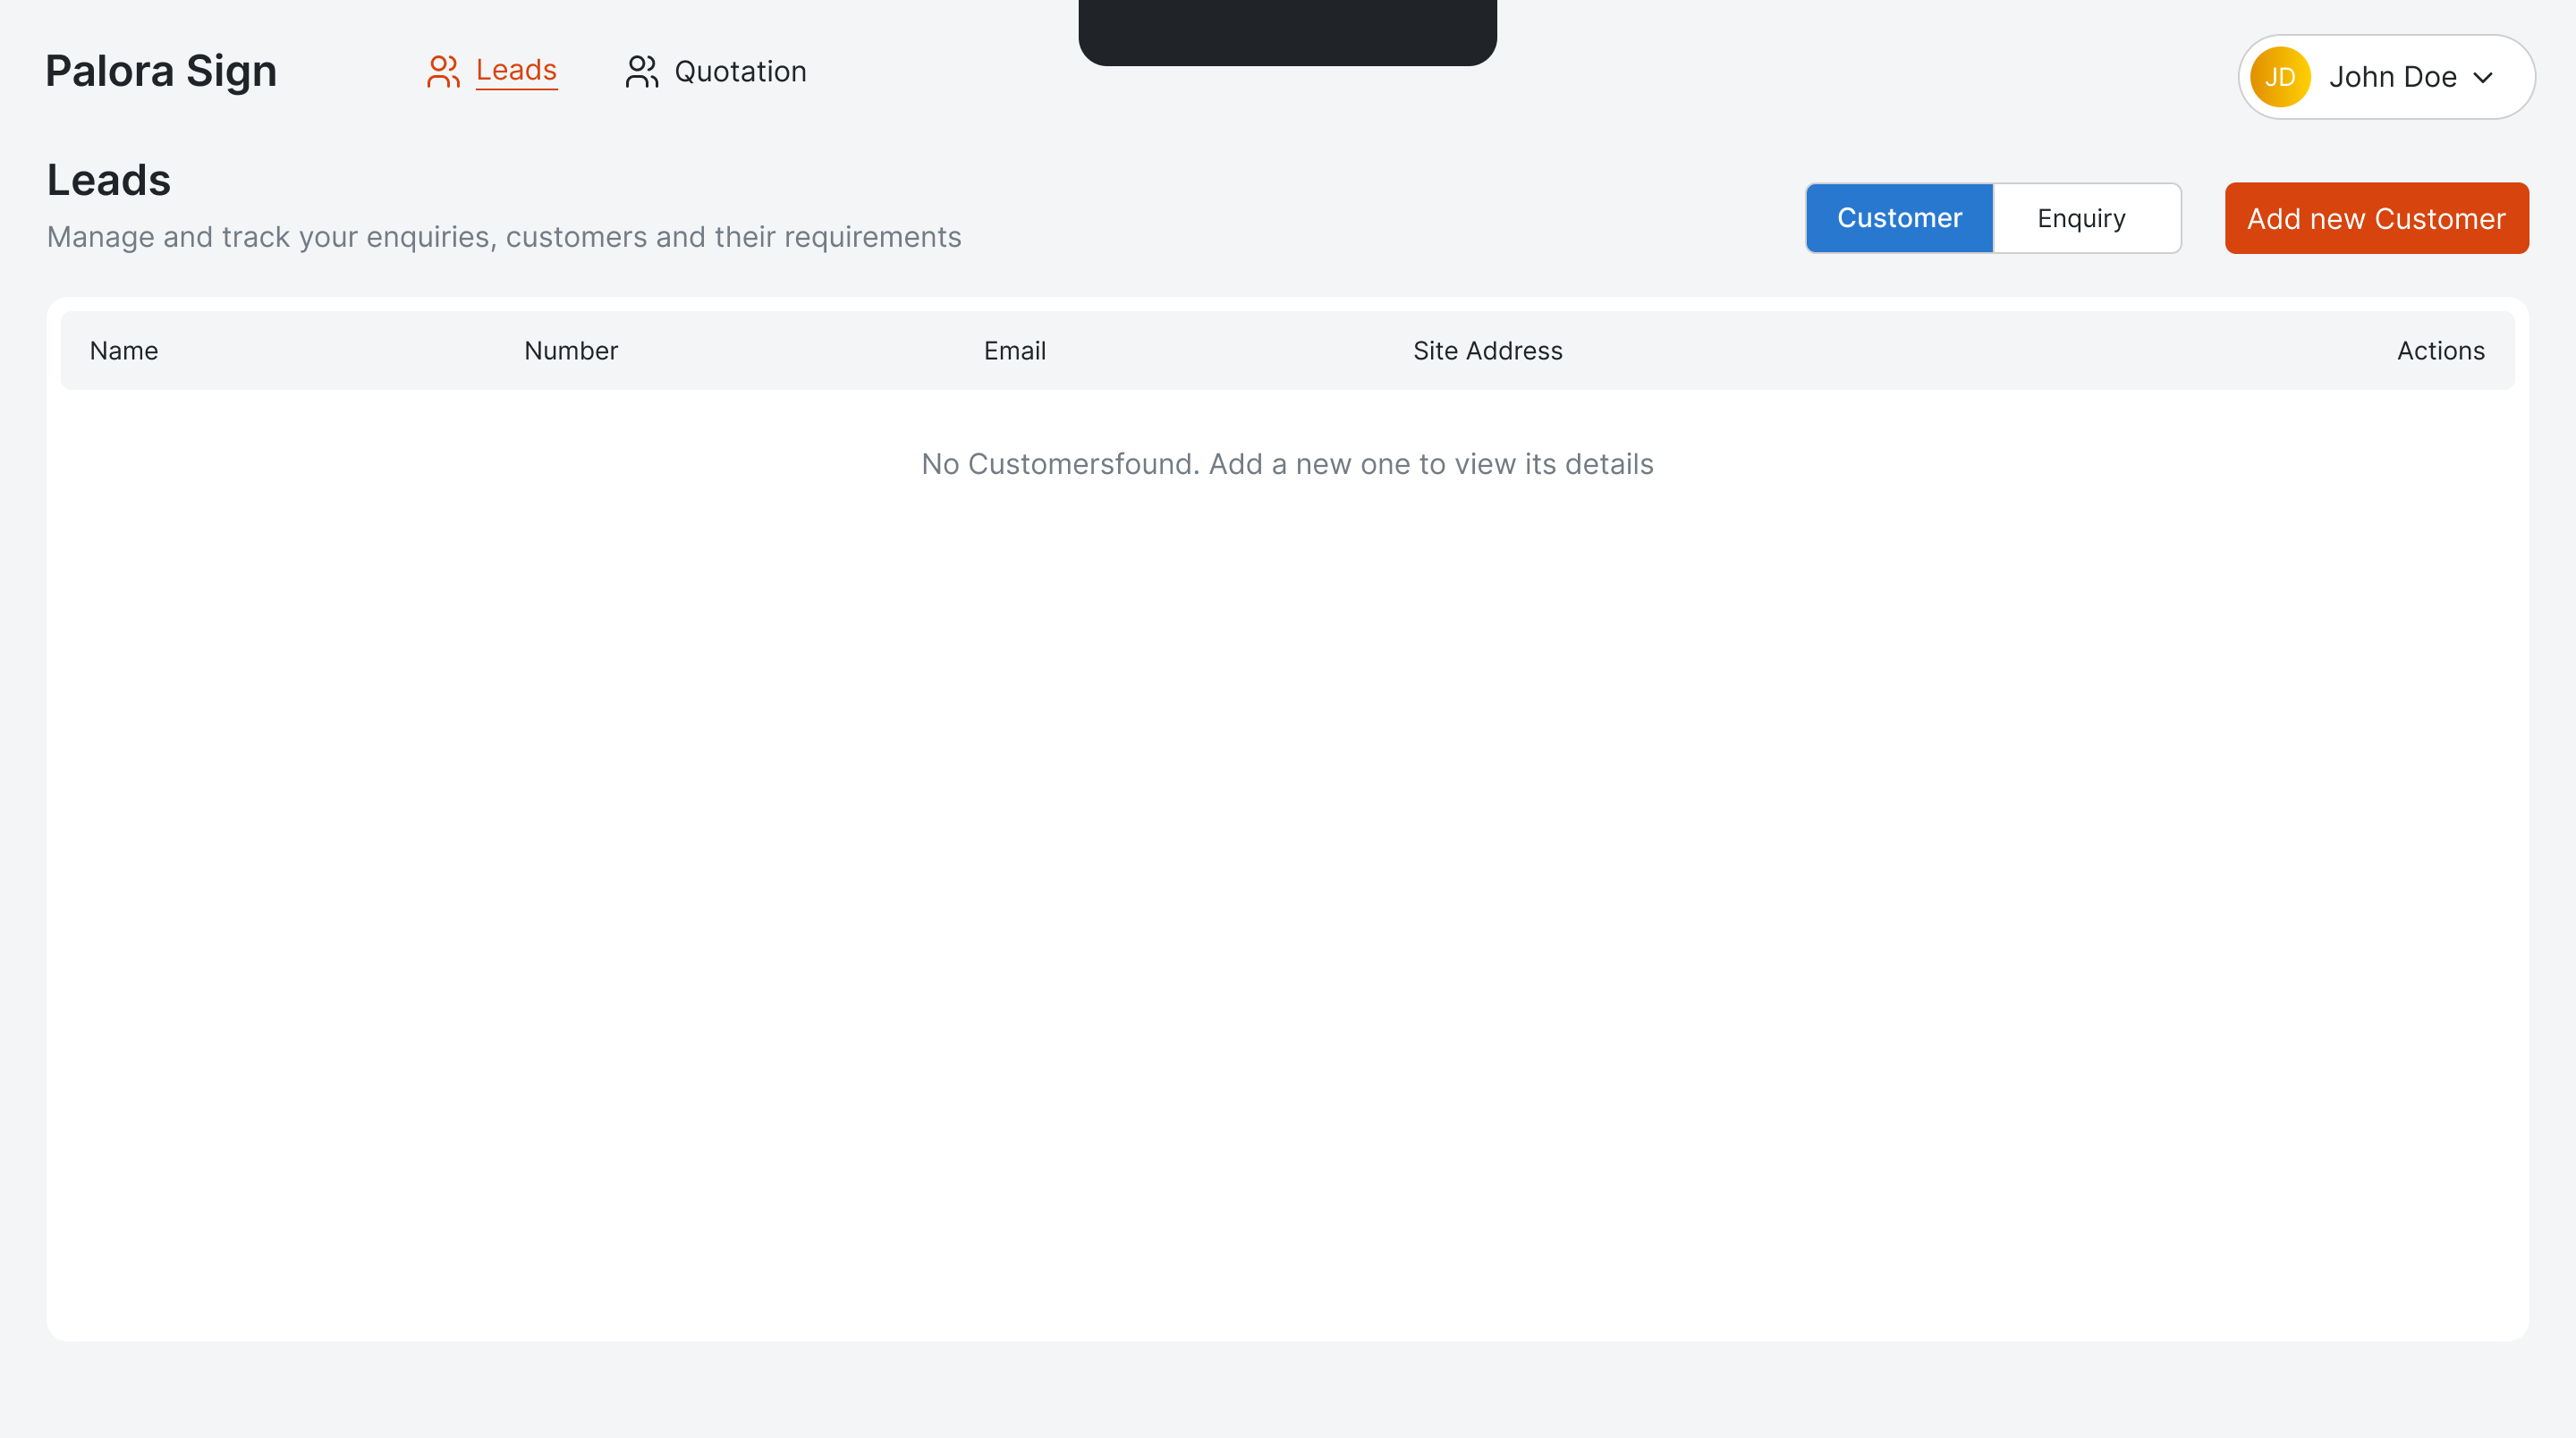 Palora Sign
Leads
Quotation
JD
John Doe
Leads
Manage and track your enquiries, customers and their requirements
Customer
Enquiry
Add new Customer
Name
Number
Email
Site Address
Actions
No Customersfound. Add a new one to view its details